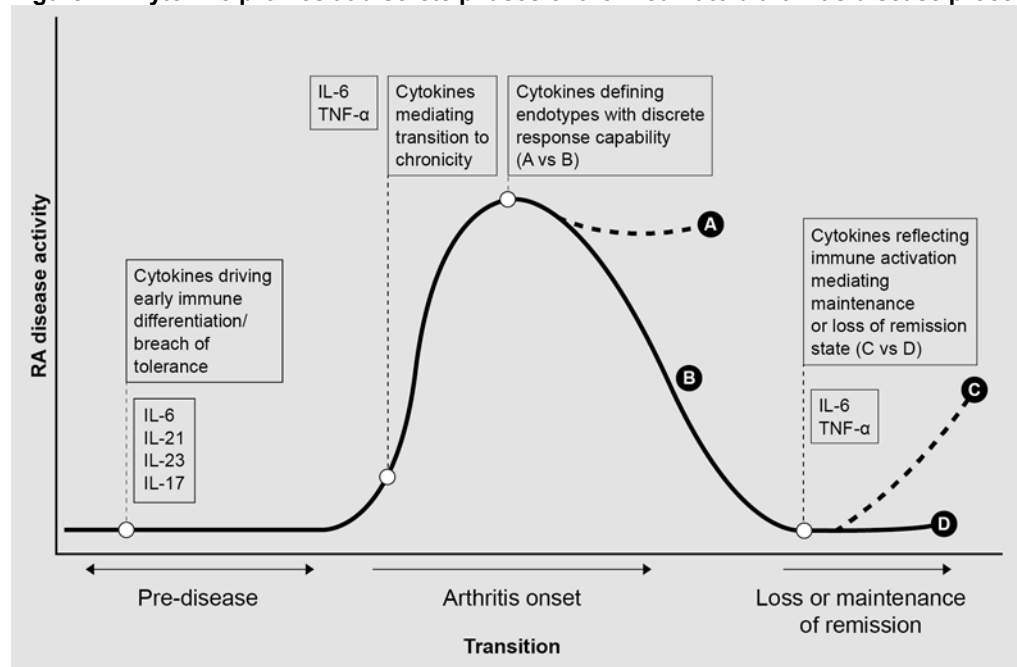 IL-6
TNF-α
Cytokines
mediating
transition to
chronicity
Cytokines defining
endotypes with discrete
response capability
(A vs B)
A
Cytokines driving
early immune
differentiation/
breach of
tolerance
IL-6
IL-21
IL-23
IL-17
Cytokines reflecting
immune activation
mediating
maintenance
or loss of remission
state (C vs D)
IL-6
TNF-α
B
C
D
RA disease activity
Pre-disease
Arthritis onset
Loss or maintenance
of remission
Transition